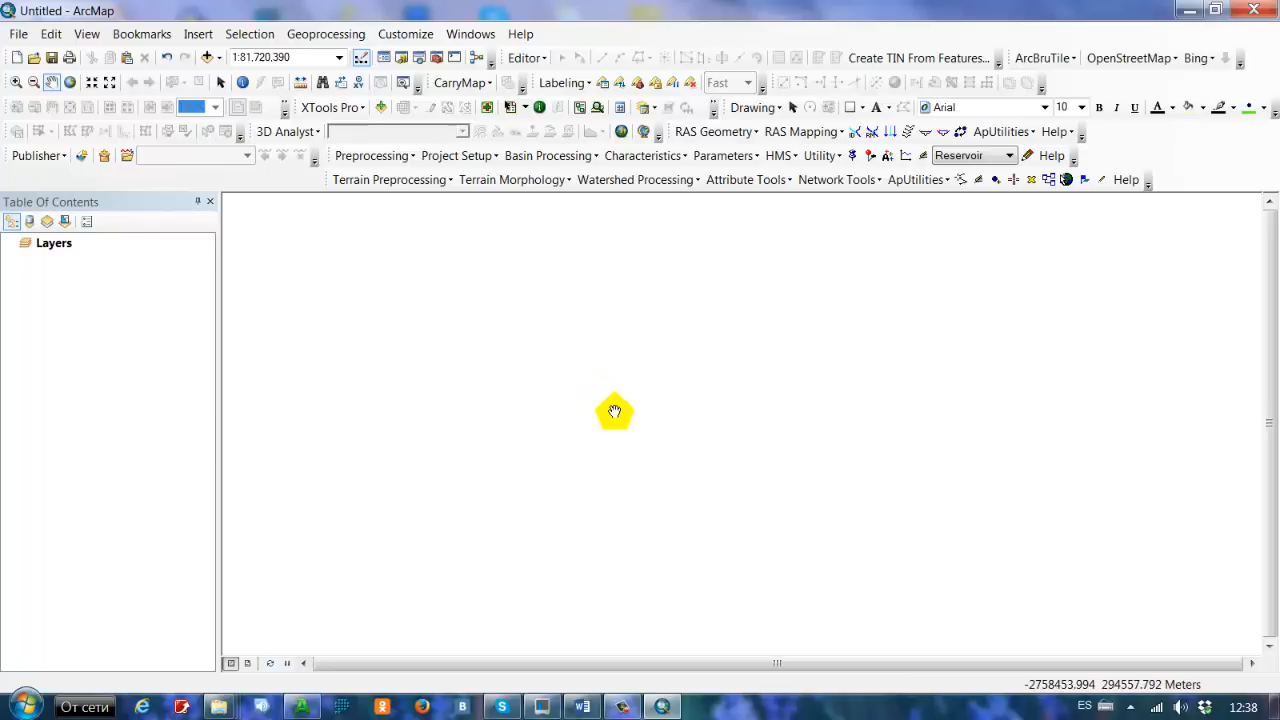 Untitled - ArcMap
File Edit View Bookmarks Insert Selection Geoprocessing Customize Windows Help
1:81,720,390 Editor Create TIN From Features... ArcBruTile OpenStreetMap Bing
CarryMap Labeling Fast
XTools Pro Drawing Arial 10 B I U A
3D Analyst RAS Geometry RAS Mapping ApUtilities Help
Publisher Preprocessing Project Setup Basin Processing Characteristics Parameters HMS Utility Reservoir Help
Terrain Preprocessing Terrain Morphology Watershed Processing Attribute Tools Network Tools ApUtilities Help
Table Of Contents
Layers
-2758453.994 294557.792 Meters
От сети ES 12:38